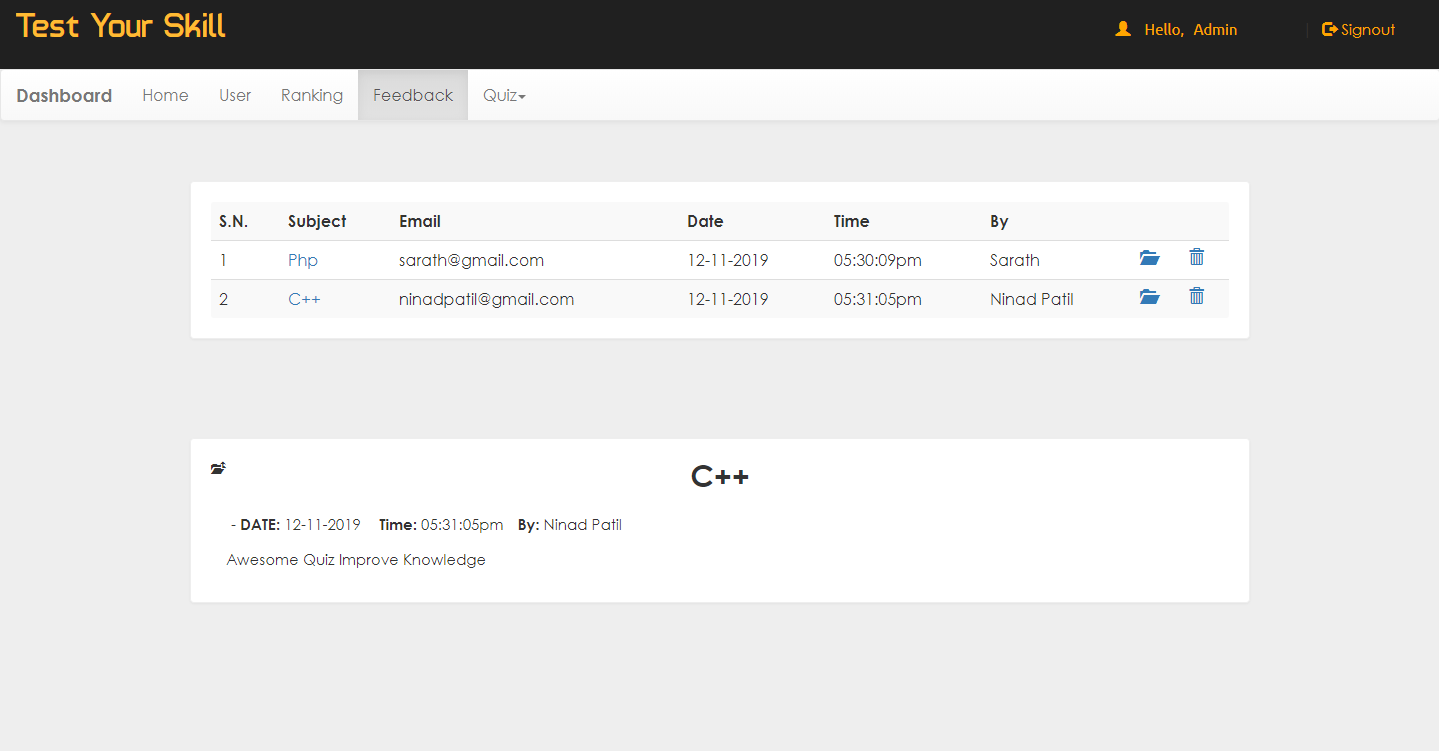 Test Your Skill
Hello, Admin
Signout
Dashboard Home User Ranking Feedback Quiz
S.N. Subject Email Date Time By
1 Php sarath@gmail.com 12-11-2019 05:30:09pm Sarath
2 C++ ninadpatil@gmail.com 12-11-2019 05:31:05pm Ninad Patil
C++
- DATE: 12-11-2019 Time: 05:31:05pm By: Ninad Patil
Awesome Quiz Improve Knowledge